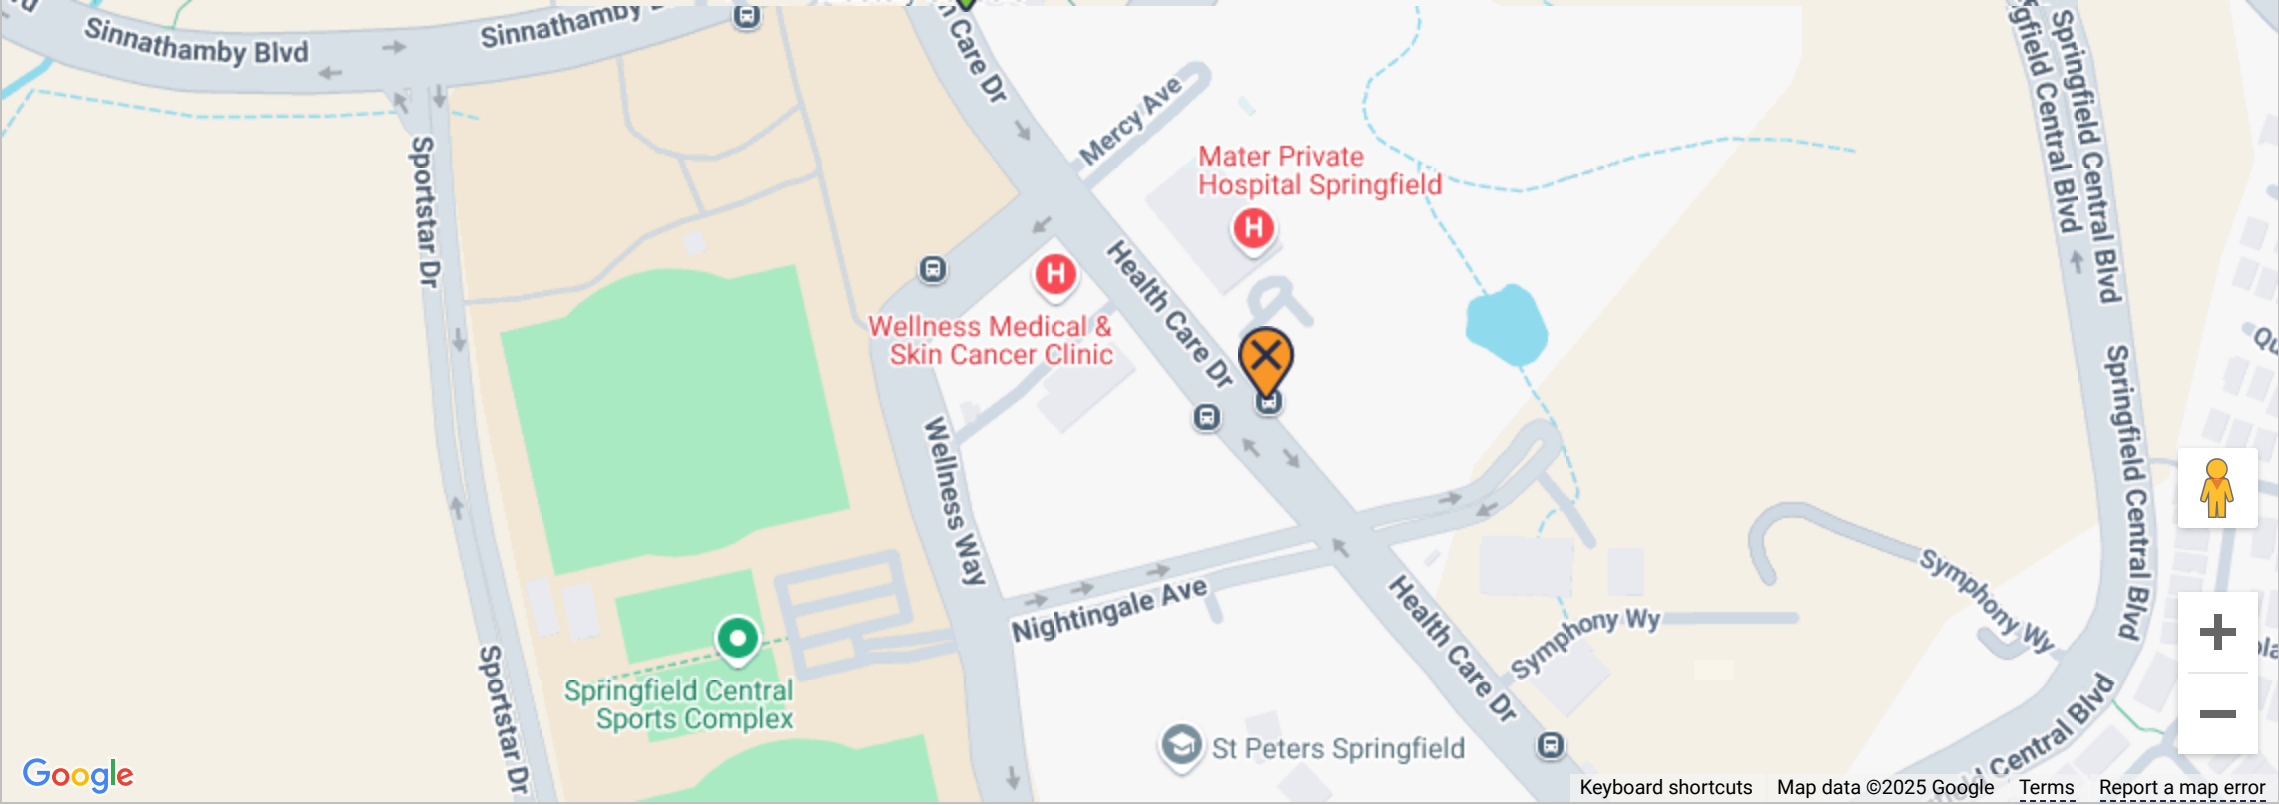 Sinnathamby Blvd
Sinnathamby
Care Dr
Springfield Central Blvd
Springfield Central Blvd
Mercy Ave
Sportstar Dr
Mater Private
Hospital Springfield
H
H
Health Care Dr
Wellness Medical &
Skin Cancer Clinic
Springfield Central Blvd
Wellness Way
Nightingale Ave
Health Care Dr
Symphony Wy
Symphony Wy
Sportstar Dr
Springfield Central
Sports Complex
St Peters Springfield
Central Blvd
Google
Keyboard shortcuts
Map data ©2025 Google
Terms
Report a map error